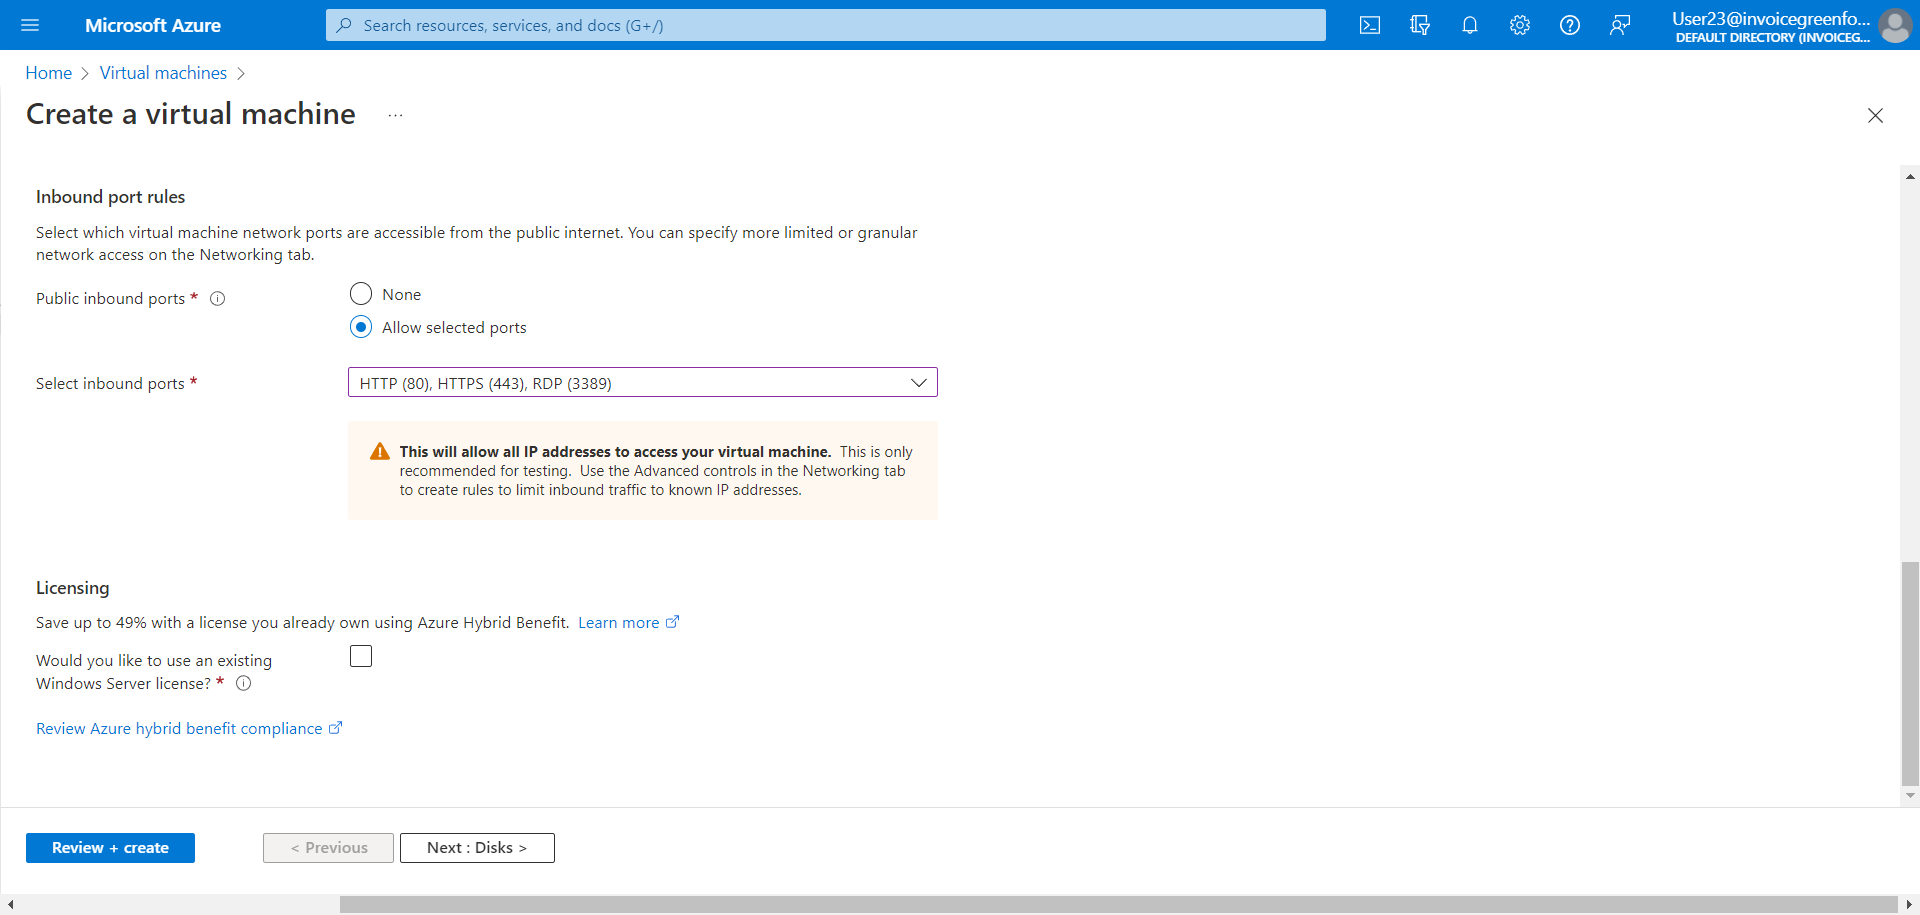 Microsoft Azure
Search resources, services, and docs (G+/)
User23@invoicegreenfo...
DEFAULT DIRECTORY (INVOICEG...
Home > Virtual machines >
Create a virtual machine ...
Inbound port rules
Select which virtual machine network ports are accessible from the public internet. You can specify more limited or granular
network access on the Networking tab.
Public inbound ports *
None
Allow selected ports
Select inbound ports *
HTTP (80), HTTPS (443), RDP (3389)
This will allow all IP addresses to access your virtual machine. This is only
recommended for testing. Use the Advanced controls in the Networking tab
to create rules to limit inbound traffic to known IP addresses.
Licensing
Save up to 49% with a license you already own using Azure Hybrid Benefit. Learn more
Would you like to use an existing
Windows Server license? *
Review Azure hybrid benefit compliance
Review + create
< Previous
Next : Disks >